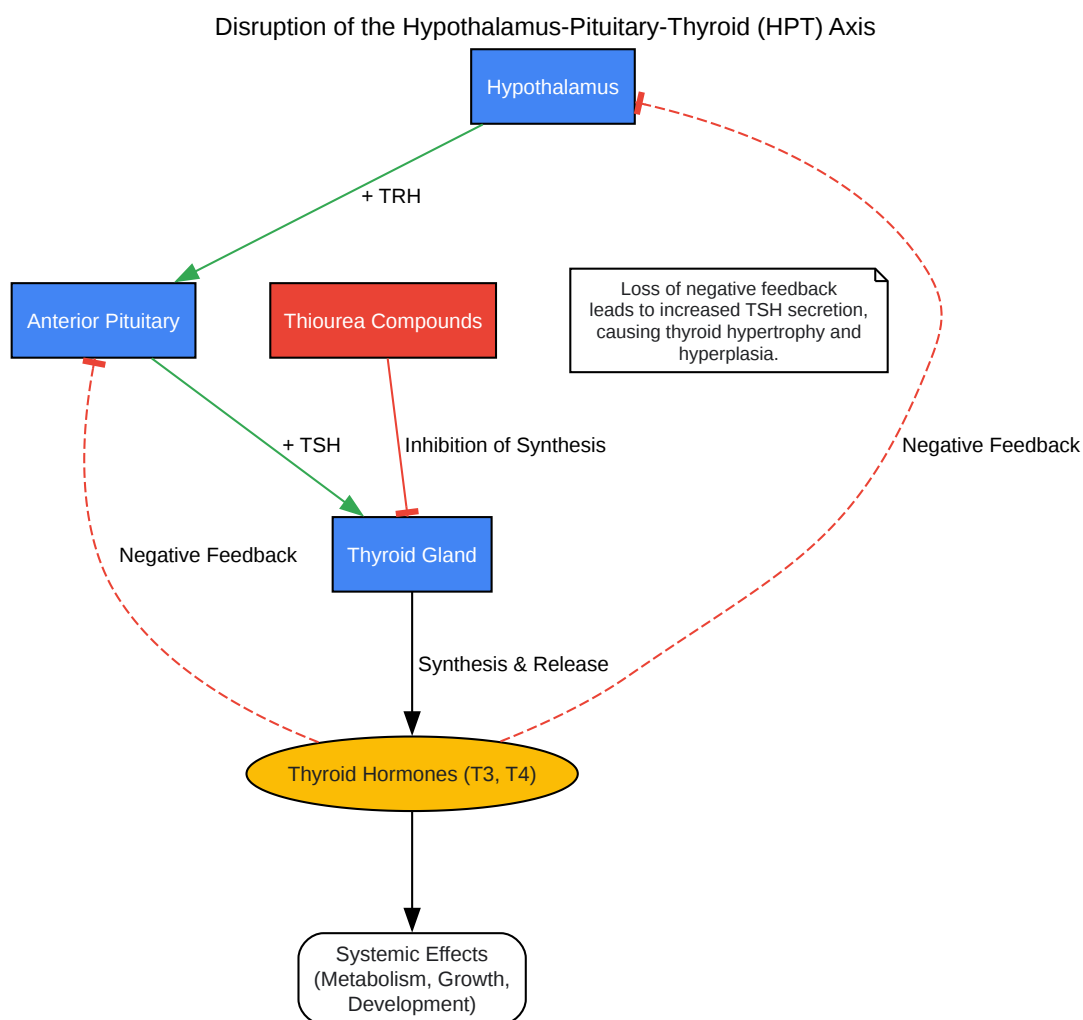 Disruption of the Hypothalamus-Pituitary-Thyroid (HPT) Axis
Hypothalamus
+ TRH
Anterior Pituitary
Thiourea Compounds
Loss of negative feedback
leads to increased TSH secretion,
causing thyroid hypertrophy and
hyperplasia.
+ TSH
Inhibition of Synthesis
Negative Feedback
Negative Feedback
Thyroid Gland
Synthesis & Release
Thyroid Hormones (T3, T4)
Systemic Effects
(Metabolism, Growth,
Development)